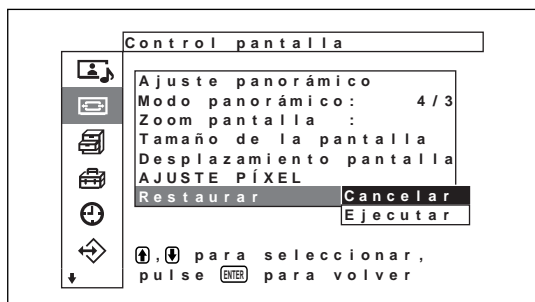 Control pantalla
Ajuste panorámico
Modo panorámico: 4/3
Zoom pantalla :
Tamaño de la pantalla
Desplazamiento pantalla
AJUSTE PÍXEL
Restaurar Cancelar
Ejecutar
, para seleccionar,
pulse ENTER para volver